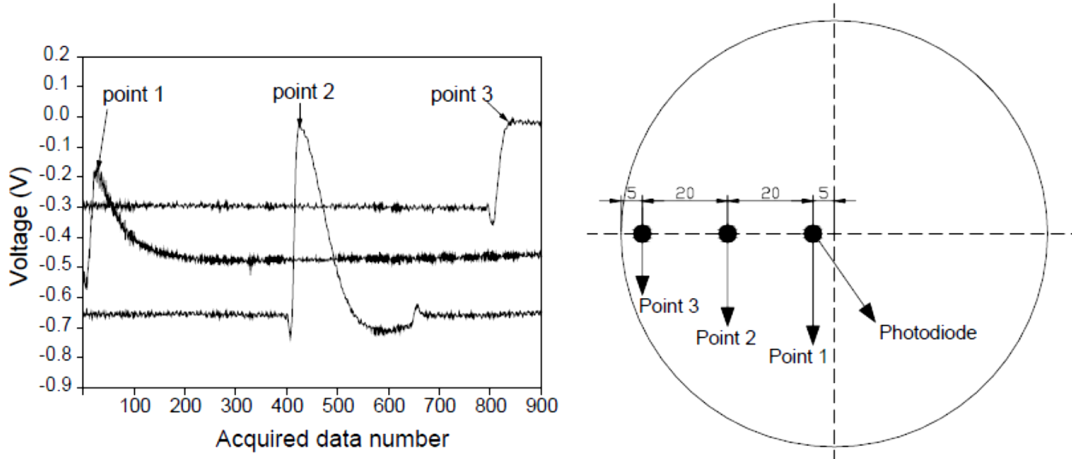 0.2
0.1
0.0
-0.1
-0.2
-0.3
-0.4
-0.5
-0.6
-0.7
-0.8
-0.9
Voltage (V)
point 1
point 2
point 3
100 200 300 400 500 600 700 800 900
Acquired data number
5 20 20 5
Point 3
Point 2
Point 1
Photodiode